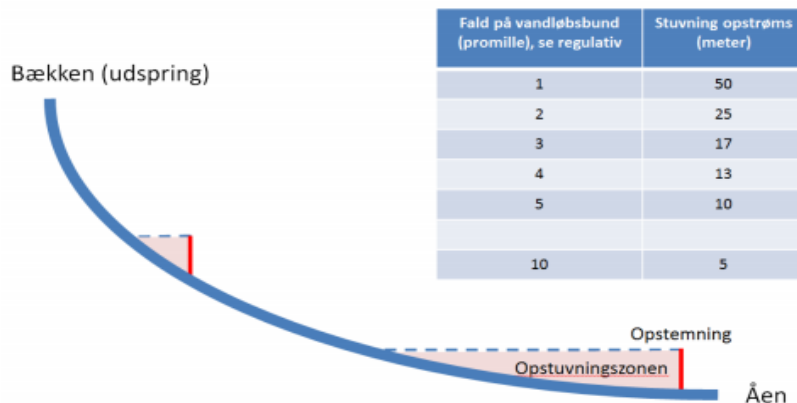 Fald på vandløbsbund Stuvning opstrøms
(promille), se regulativ (meter)
Bækken (udspring)
1 50
2 25
3 17
4 13
5 10
10 5
Opstemning
Opstuvningszonen
Åen